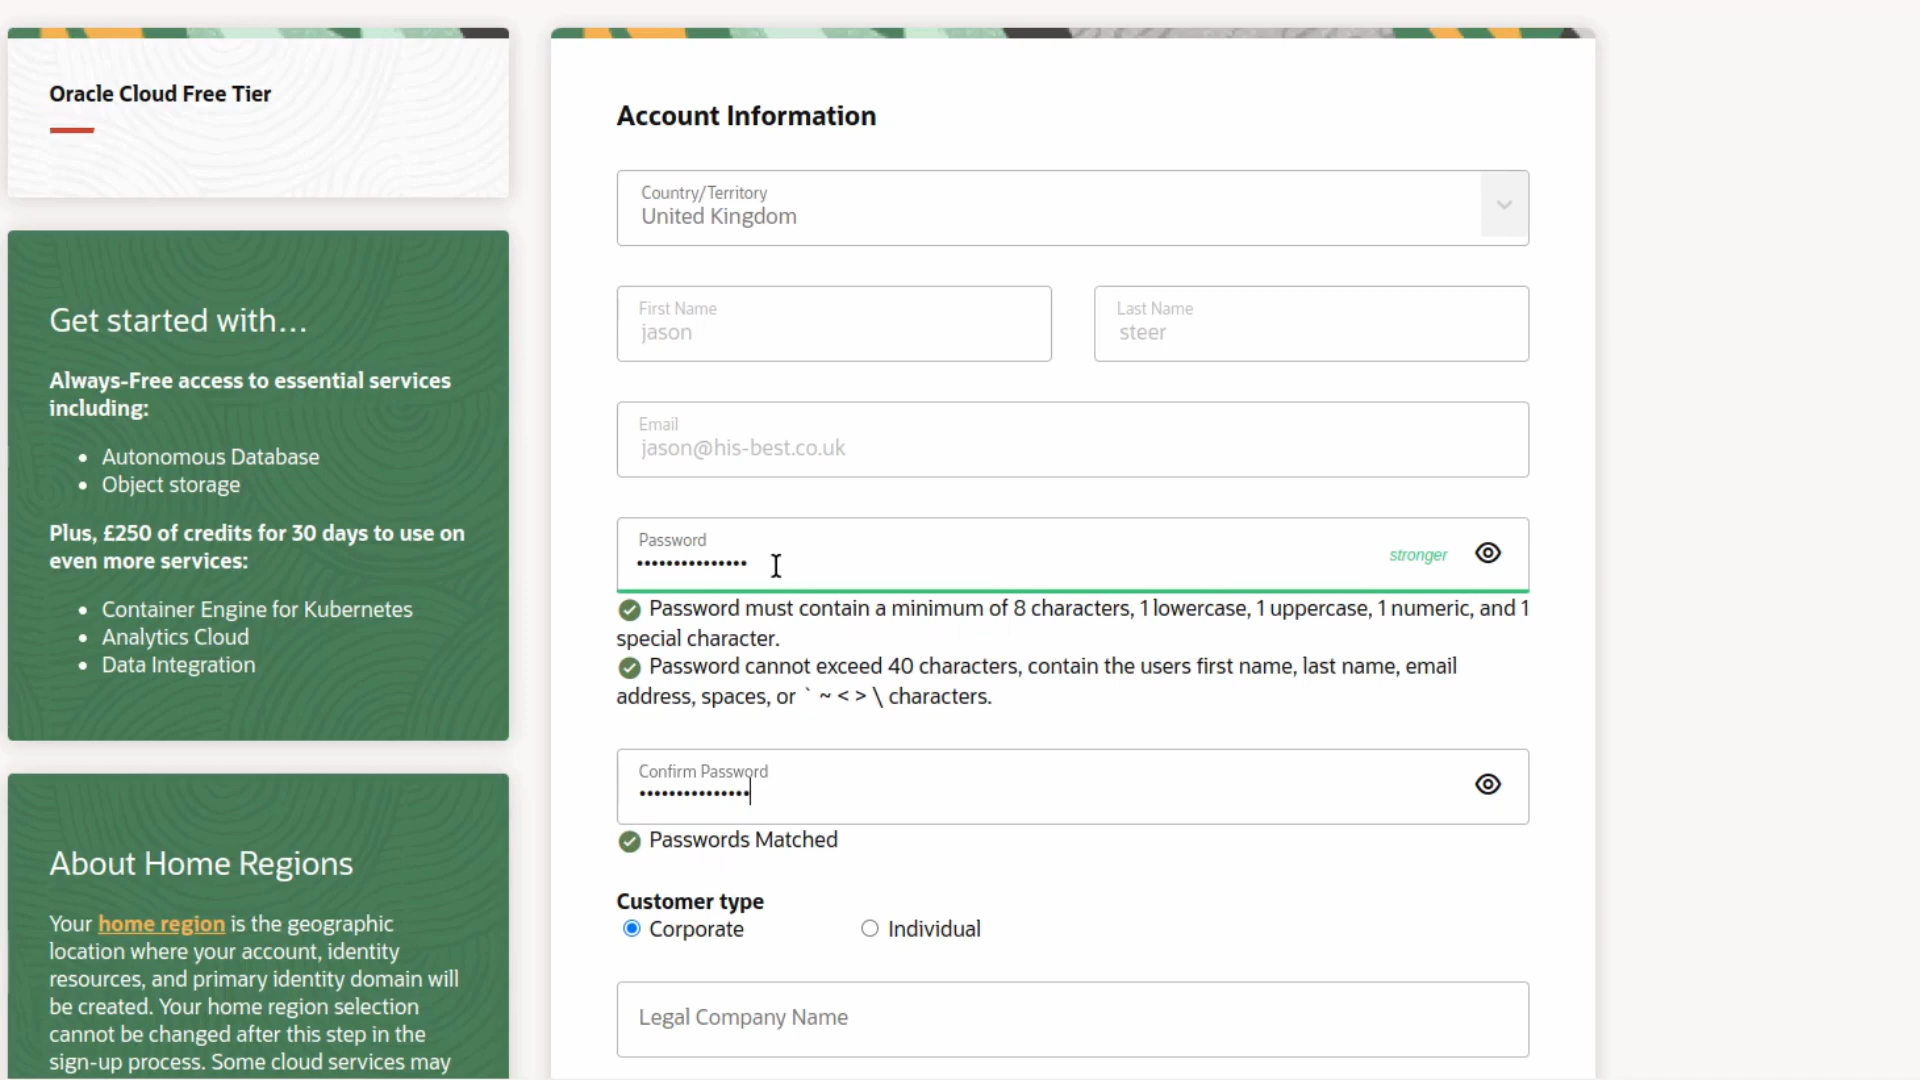 Oracle Cloud Free Tier
Get started with...
Always-Free access to essential services
including:
• Autonomous Database
• Object storage
Plus, £250 of credits for 30 days to use on
even more services:
• Container Engine for Kubernetes
• Analytics Cloud
• Data Integration
About Home Regions
Your home region is the geographic
location where your account, identity
resources, and primary identity domain will
be created. Your home region selection
cannot be changed after this step in the
sign-up process. Some cloud services may
Account Information
Country/Territory
United Kingdom
First Name
jason
Last Name
steer
Email
jason@his-best.co.uk
Password
•••••••••••••••
stronger
Password must contain a minimum of 8 characters, 1 lowercase, 1 uppercase, 1 numeric, and 1
special character.
Password cannot exceed 40 characters, contain the users first name, last name, email
address, spaces, or ` ~ < > \ characters.
Confirm Password
•••••••••••••••
Passwords Matched
Customer type
Corporate
Individual
Legal Company Name